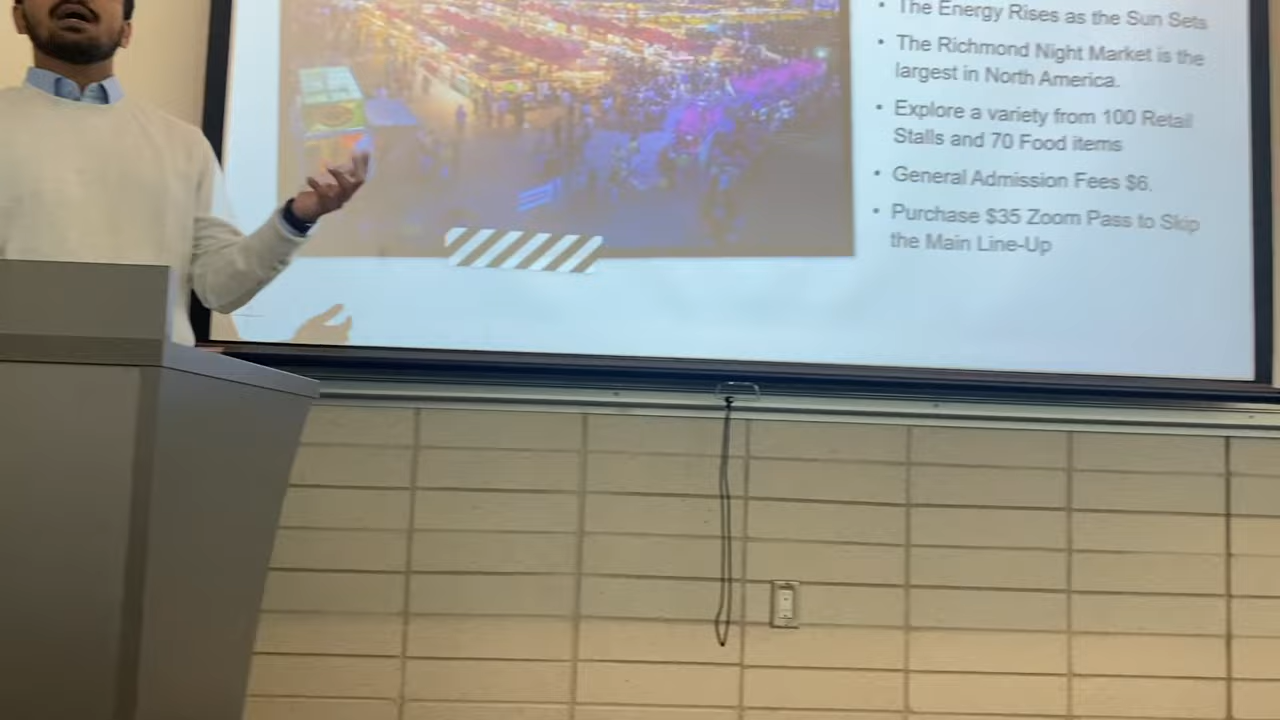 • The Energy Rises as the Sun Sets
• The Richmond Night Market is the
largest in North America.
• Explore a variety from 100 Retail
Stalls and 70 Food items
• General Admission Fees $6.
• Purchase $35 Zoom Pass to Skip
the Main Line-Up